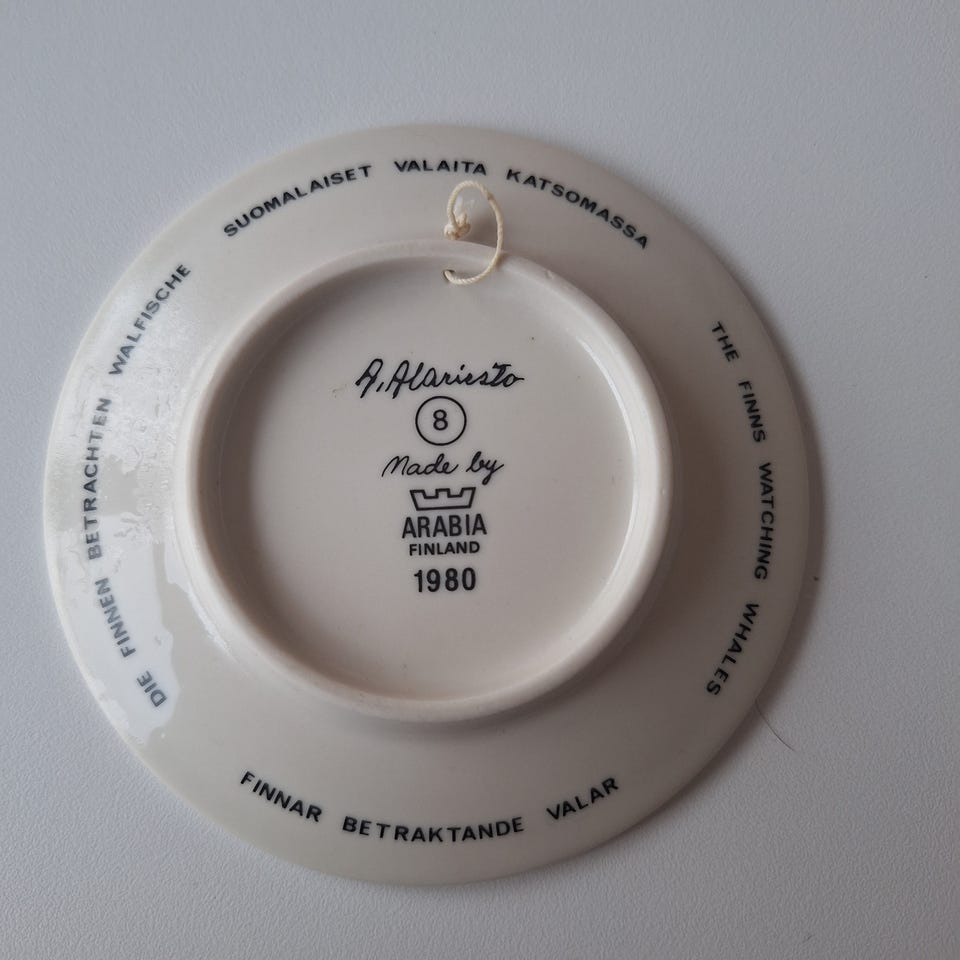 SUOMALAISET VALAITA KATSOMASSA
THE FINNS WATCHING WHALES
FINNAR BETRAKTANDE VALAR
DIE FINNEN BETRACHTEN WALFISCHE
A. Alariesto
8
Made by
ARABIA
FINLAND
1980